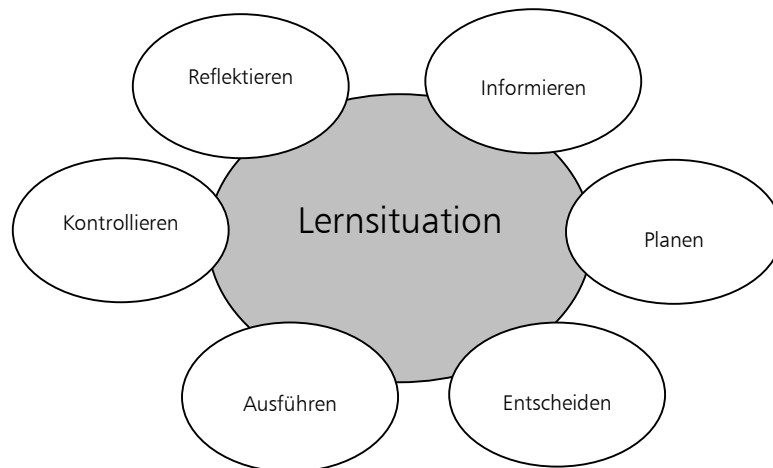 Reflektieren
Informieren
Lernsituation
Kontrollieren
Planen
Ausführen
Entscheiden